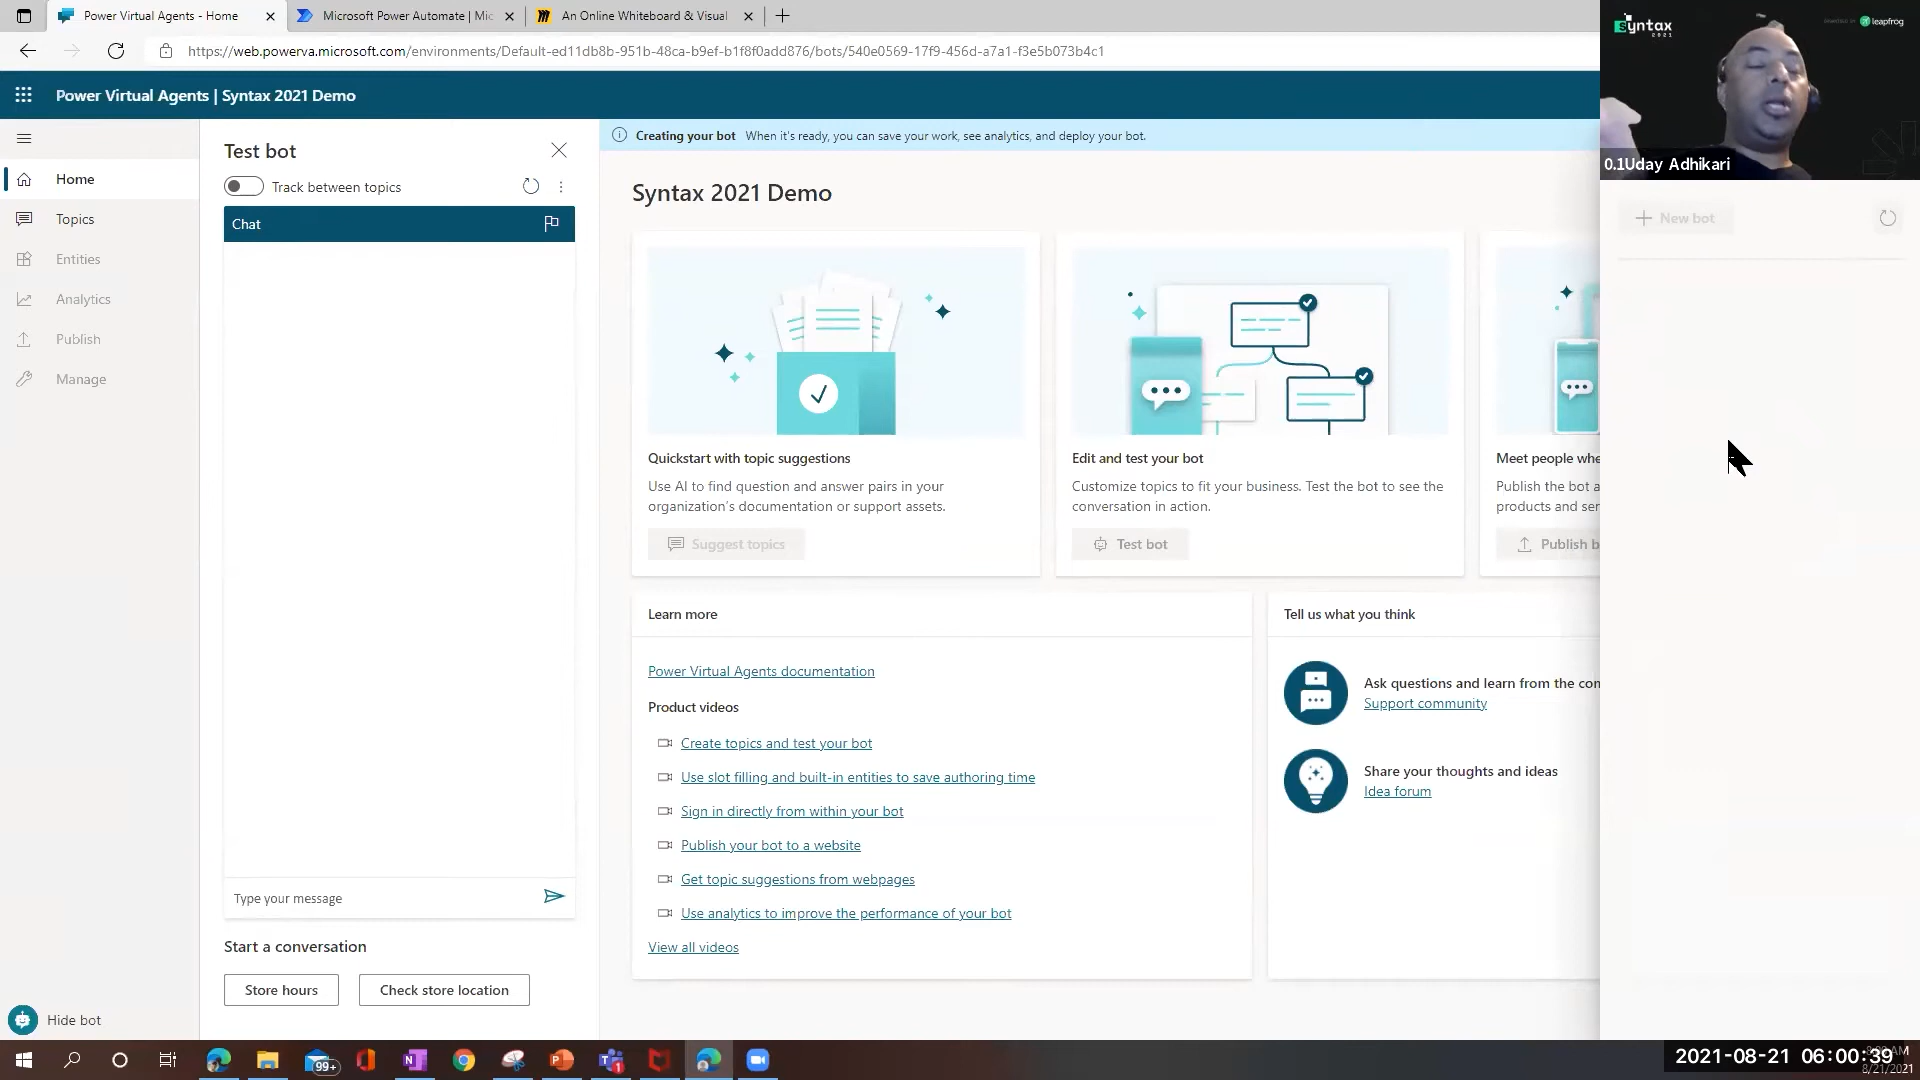 Power Virtual Agents - Home
Microsoft Power Automate | Mic
An Online Whiteboard & Visual
https://web.powerva.microsoft.com/environments/Default-ed11db8b-951b-48ca-b9ef-b1f8f0add876/bots/540e0569-17f9-456d-a7a1-f3e5b073b4c1
Syntax
2021
leapfrog
0.1Uday Adhikari
Power Virtual Agents | Syntax 2021 Demo
Home
Topics
Entities
Analytics
Publish
Manage
Hide bot
Test bot
Track between topics
Chat
Type your message
Start a conversation
Store hours
Check store location
Creating your bot When it's ready, you can save your work, see analytics, and deploy your bot.
Syntax 2021 Demo
Quickstart with topic suggestions
Use AI to find question and answer pairs in your
organization's documentation or support assets.
Suggest topics
Edit and test your bot
Customize topics to fit your business. Test the bot to see the
conversation in action.
Test bot
Meet people whe
Publish the bot a
products and ser
Publish b
Learn more
Power Virtual Agents documentation
Product videos
Create topics and test your bot
Use slot filling and built-in entities to save authoring time
Sign in directly from within your bot
Publish your bot to a website
Get topic suggestions from webpages
Use analytics to improve the performance of your bot
View all videos
Tell us what you think
Ask questions and learn from the con
Support community
Share your thoughts and ideas
Idea forum
New bot
99+
1
2021-08-21 06:00:39
8/21/2021